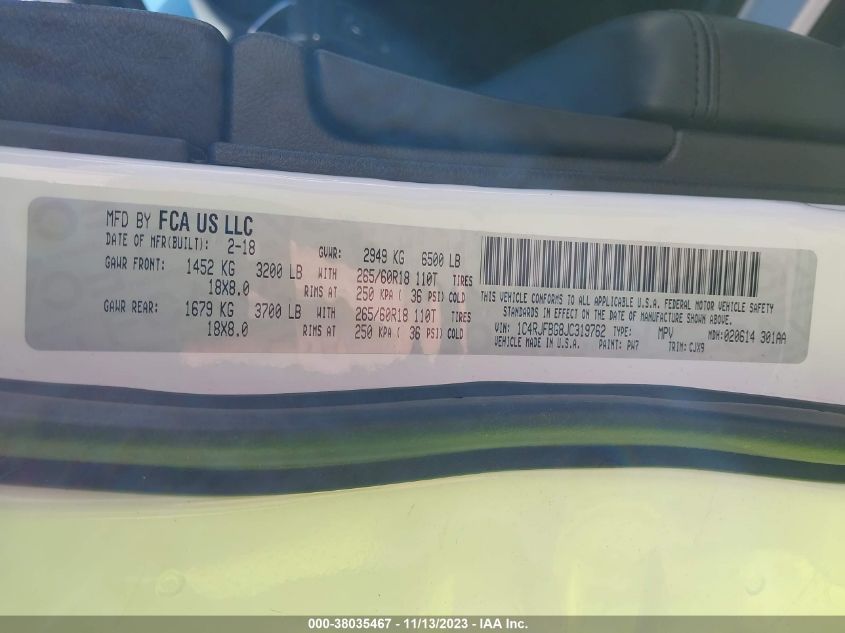 MFD BY FCA US LLC
DATE OF MFR(BUILT): 2-18 GVWR: 2949 KG 6500 LB
GAWR FRONT: 1452 KG 3200 LB WITH 265/60R18 110T TIRES
18X8.0 RIMS AT 250 KPA ( 36 PSI) COLD
GAWR REAR: 1679 KG 3700 LB WITH 265/60R18 110T TIRES
18X8.0 RIMS AT 250 KPA ( 36 PSI) COLD
THIS VEHICLE CONFORMS TO ALL APPLICABLE U.S.A. FEDERAL MOTOR VEHICLE SAFETY
STANDARDS IN EFFECT ON THE DATE OF MANUFACTURE SHOWN ABOVE.
VIN: 1C4RJFBG8JC319762 TYPE: MPV MDH:020614 301AA
VEHICLE MADE IN U.S.A. PAINT: PW7 TRIM: CJX9
000-38035467 - 11/13/2023 - IAA Inc.